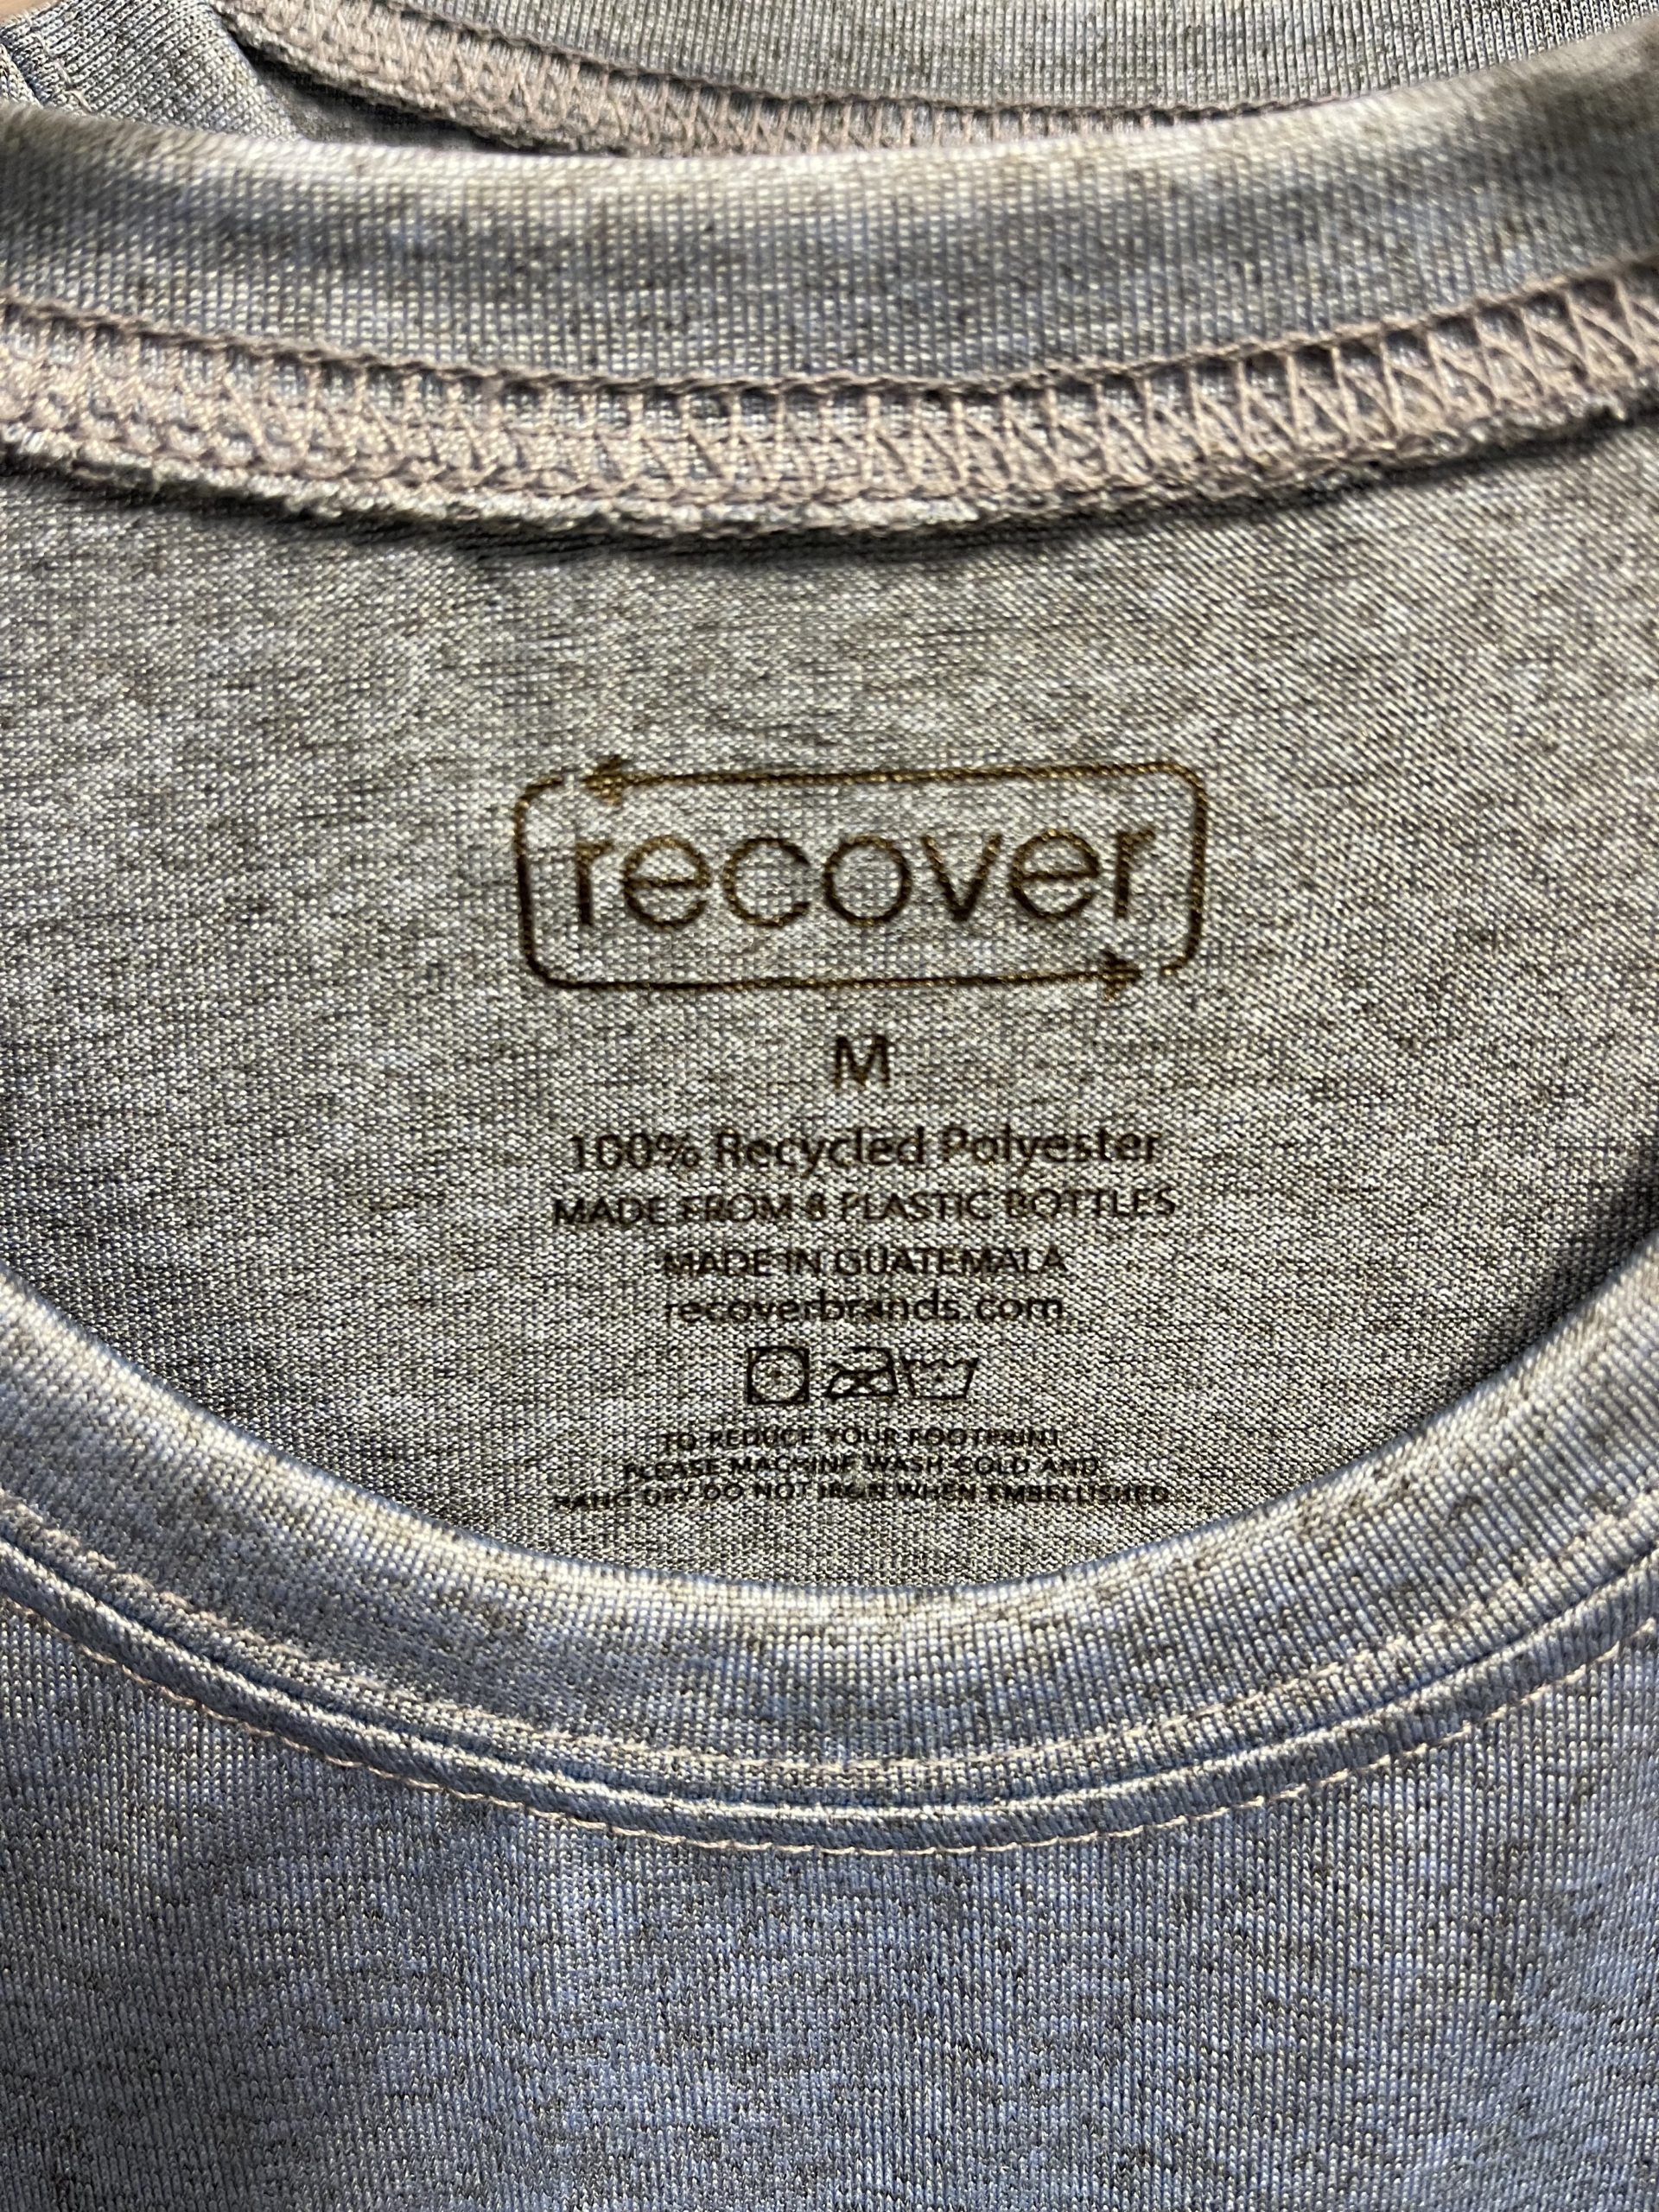 recover
M
100% Recycled Polyester
MADE FROM 8 PLASTIC BOTTLES
MADE IN GUATEMALA
recoverbrands.com
TO REDUCE YOUR FOOTPRINT
PLEASE MACHINE WASH COLD AND
HANG DRY DO NOT IRON WHEN EMBELLISHED